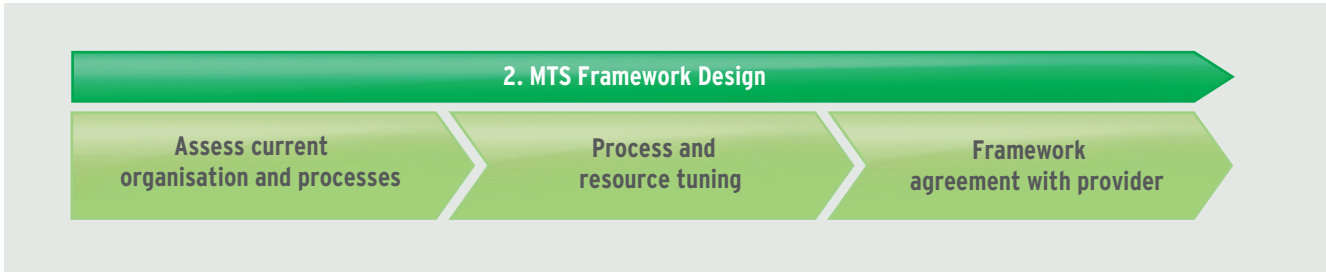 2. MTS Framework Design
Assess current
organisation and processes
Process and
resource tuning
Framework
agreement with provider